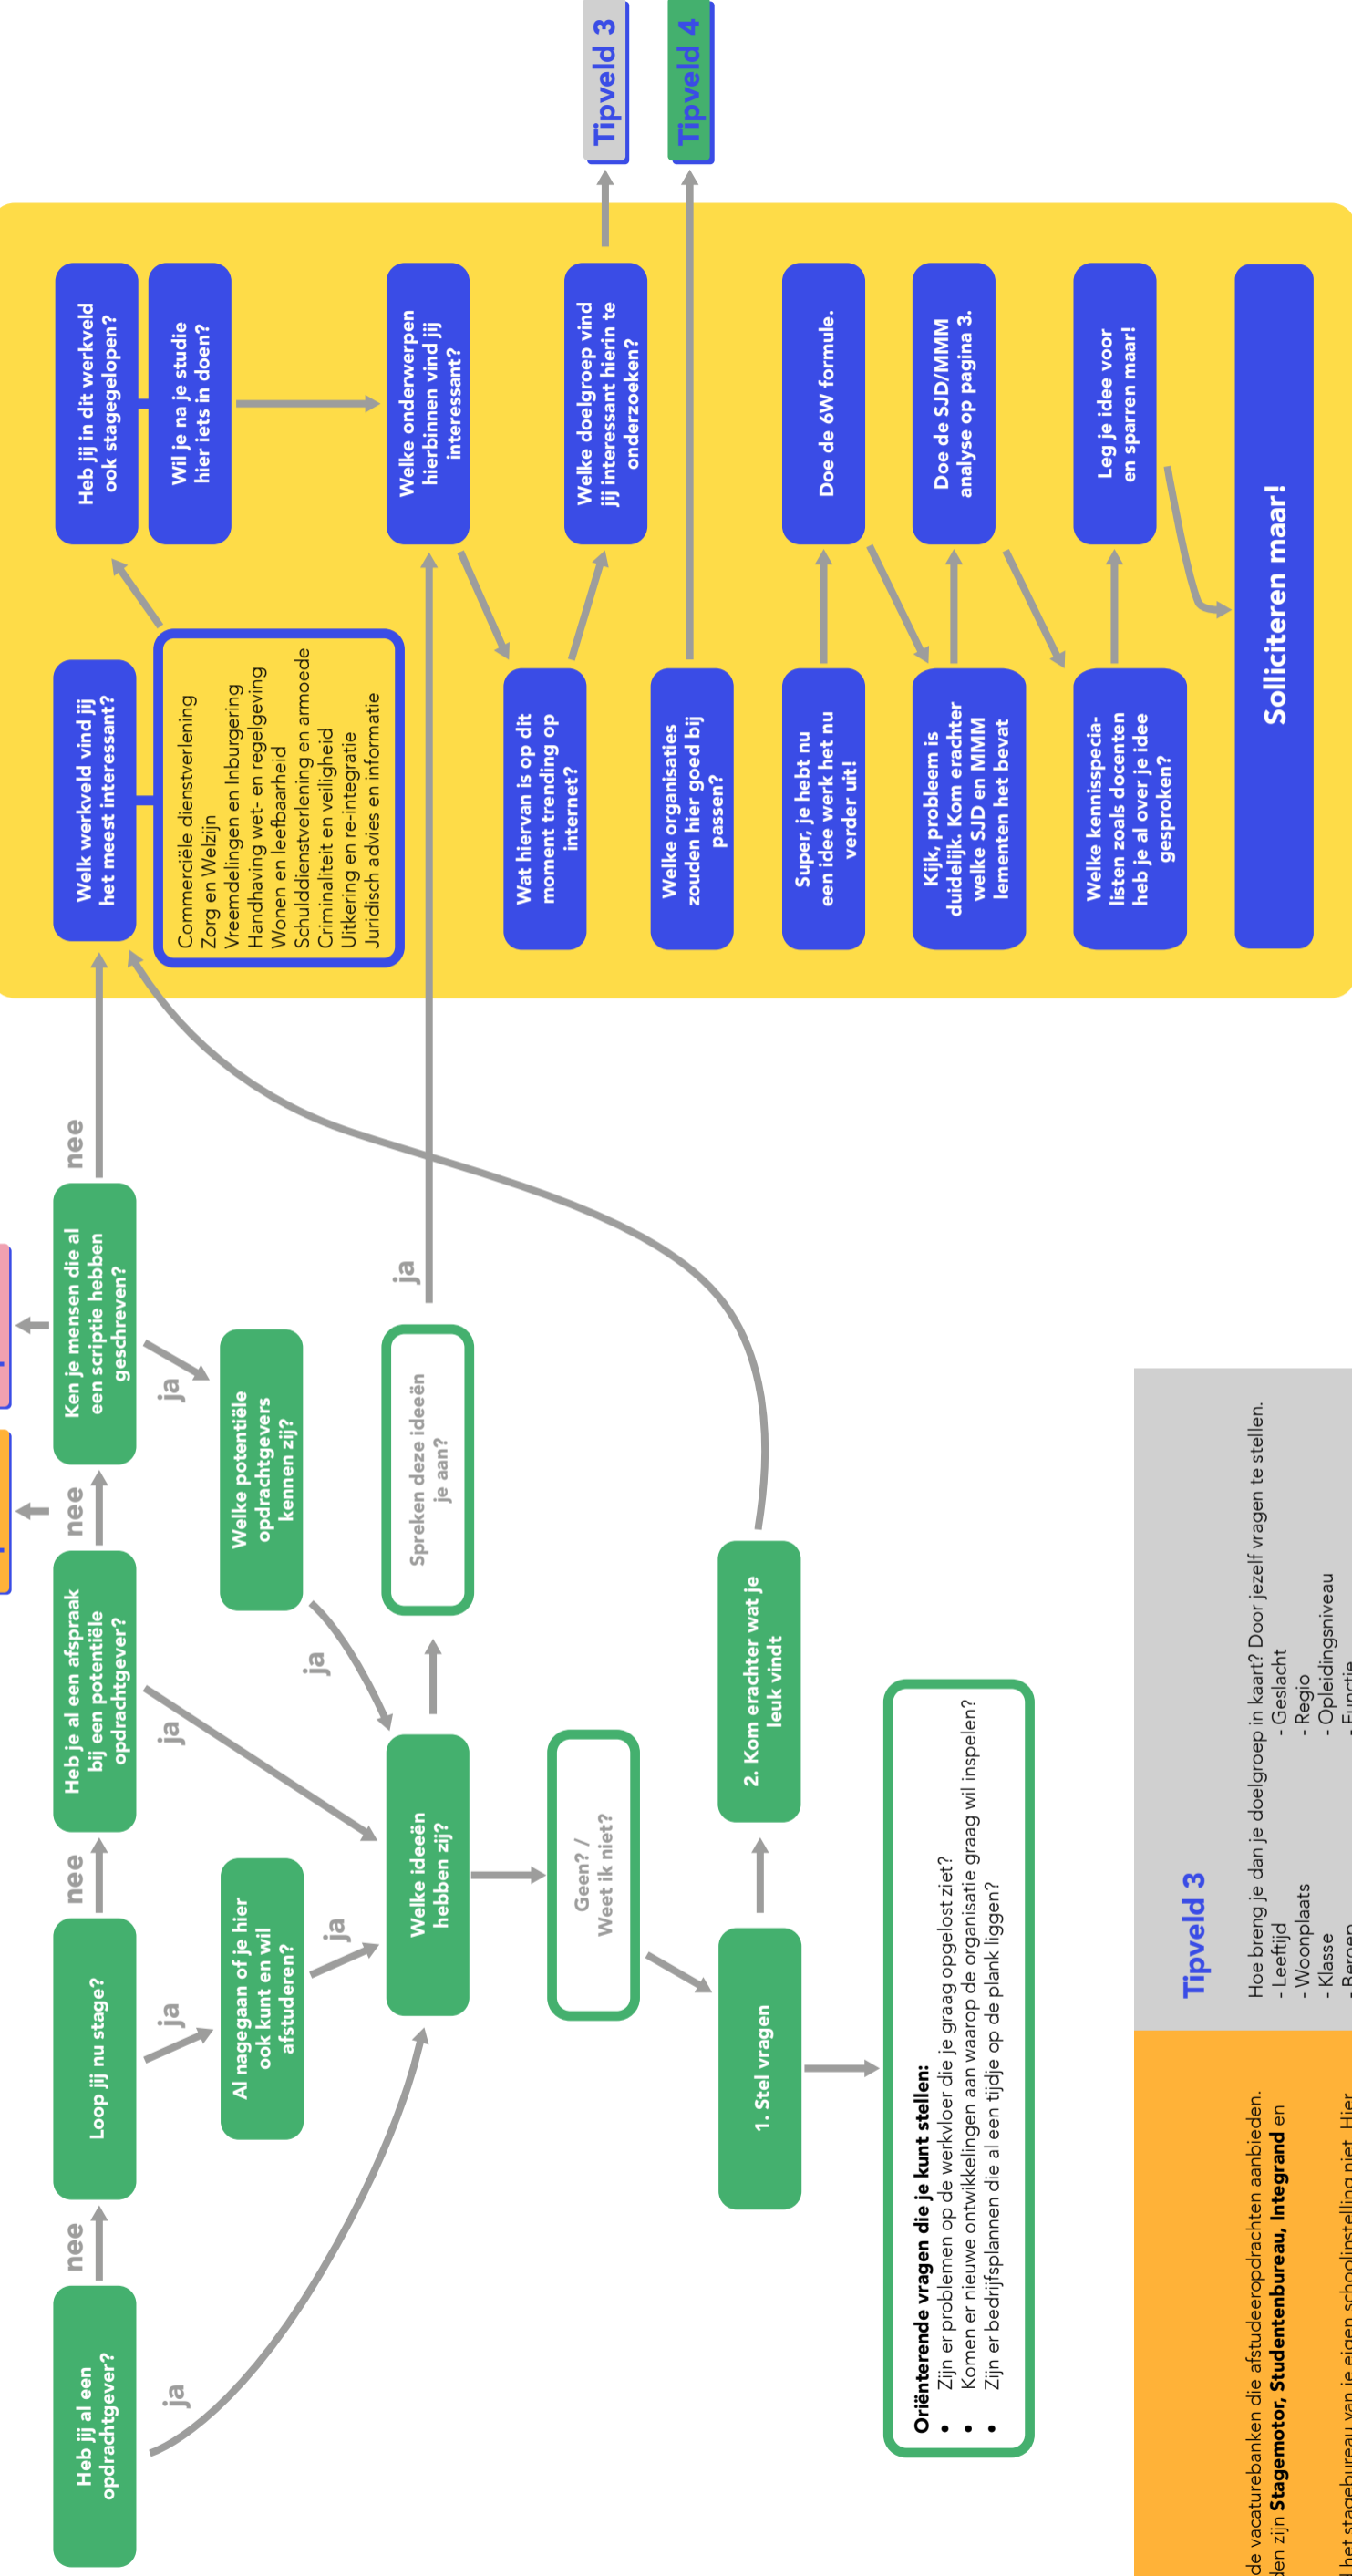 Heb jij al een
opdrachtgever?
nee
ja
Loop jij nu stage?
nee
ja
Al nagegaan of je hier
ook kunt en wil
afstuderen?
ja
Heb je al een afspraak
bij een potentiële
opdrachtgever?
nee
ja
Ken je mensen die al
een scriptie hebben
geschreven?
nee
ja
Welke potentiële
opdrachtgevers
kennen zij?
ja
Welke ideeën
hebben zij?
Spreken deze ideeën
je aan?
ja
Geen? /
Weet ik niet?
1. Stel vragen
2. Kom erachter wat je
leuk vindt
Oriënterende vragen die je kunt stellen:
• Zijn er problemen op de werkvloer die je graag opgelost ziet?
• Komen er nieuwe ontwikkelingen aan waarop de organisatie graag wil inspelen?
• Zijn er bedrijfsplannen die al een tijdje op de plank liggen?
Welk werkveld vind jij
het meest interessant?
Commerciële dienstverlening
Zorg en Welzijn
Vreemdelingen en Inburgering
Handhaving wet- en regelgeving
Wonen en leefbaarheid
Schulddienstverlening en armoede
Criminaliteit en veiligheid
Uitkering en re-integratie
Juridisch advies en informatie
Heb jij in dit werkveld
ook stagegelopen?
Wil je na je studie
hier iets in doen?
Welke onderwerpen
hierbinnen vind jij
interessant?
Wat hiervan is op dit
moment trending op
internet?
Welke doelgroep vind
jij interessant hierin te
onderzoeken?
Tipveld 3
Welke organisaties
zouden hier goed bij
passen?
Tipveld 4
Super, je hebt nu
een idee werk het nu
verder uit!
Doe de 6W formule.
Kijk, probleem is
duidelijk. Kom erachter
welke SJD en MMM
lementen het bevat
Doe de SJD/MMM
analyse op pagina 3.
Welke kennisspecia-
listen zoals docenten
heb je al over je idee
gesproken?
Leg je idee voor
en sparren maar!
Solliciteren maar!
de vacaturebanken die afstudeeropdrachten aanbieden.
den zijn Stagemotor, Studentenbureau, Integrand en
het stagebureau van je eigen schoolinstelling niet. Hier
Tipveld 3
Hoe breng je dan je doelgroep in kaart? Door jezelf vragen te stellen.
- Leeftijd - Geslacht
- Woonplaats - Regio
- Klasse - Opleidingsniveau
- Beroep - Functie